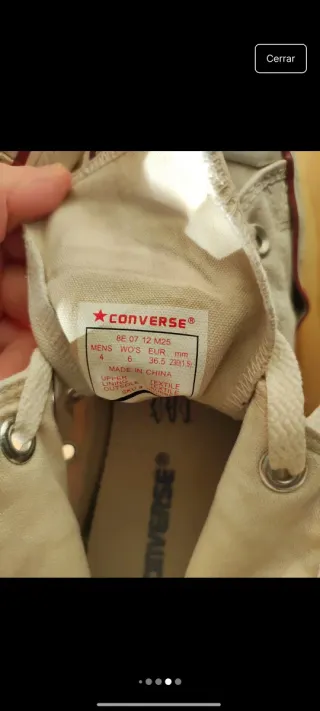 Cerrar
★CONVERSE®
8E 07 12 M25
MENS WO'S EUR mm
4 6 36.5
MADE IN CHINA
UPPER TEXTILE
CONVERSE®